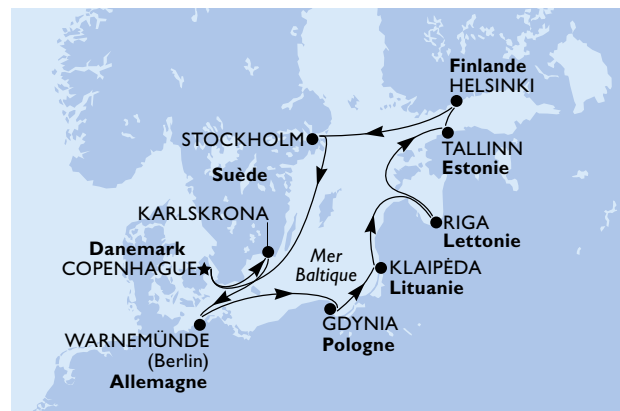 Finlande
HELSINKI
STOCKHOLM
TALLINN
Estonie
Suède
KARLSKRONA
RIGA
Lettonie
Danemark
COPENHAGUE
Mer
Baltique
KLAIPĖDA
Lituanie
GDYNIA
Pologne
WARNEMÜNDE
(Berlin)
Allemagne